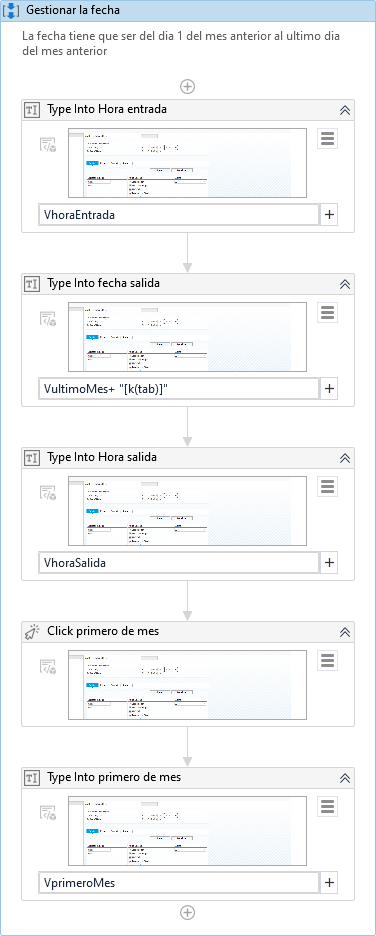 Gestionar la fecha
La fecha tiene que ser del dia 1 del mes anterior al ultimo dia
del mes anterior
Type Into Hora entrada
VhoraEntrada
Type Into fecha salida
VultimoMes+ "[k(tab)]"
Type Into Hora salida
VhoraSalida
Click primero de mes
Type Into primero de mes
VprimeroMes